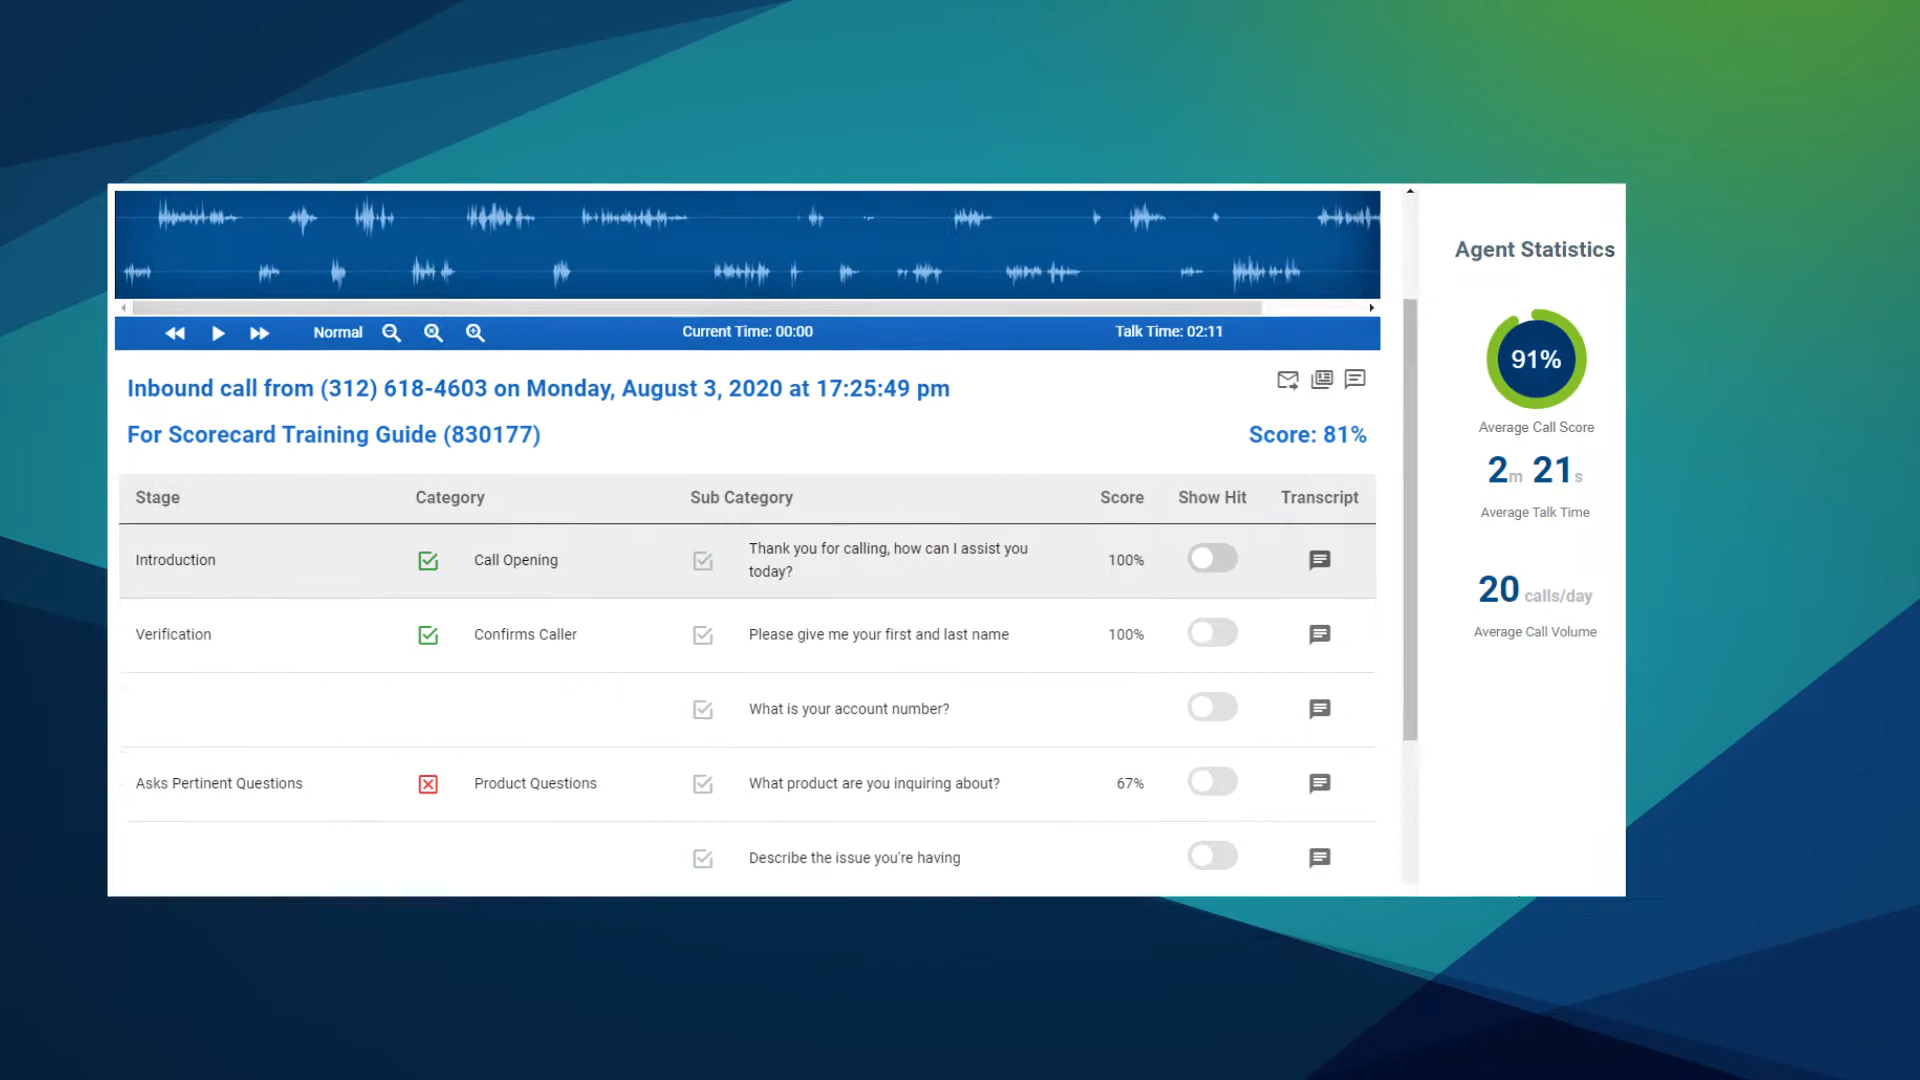 Normal
Current Time: 00:00
Talk Time: 02:11
Inbound call from (312) 618-4603 on Monday, August 3, 2020 at 17:25:49 pm
For Scorecard Training Guide (830177)
Score: 81%
Stage Category Sub Category Score Show Hit Transcript
Introduction Call Opening Thank you for calling, how can I assist you
today? 100%
Verification Confirms Caller Please give me your first and last name 100%
What is your account number?
Asks Pertinent Questions Product Questions What product are you inquiring about? 67%
Describe the issue you're having
Agent Statistics
91%
Average Call Score
2m 21s
Average Talk Time
20 calls/day
Average Call Volume